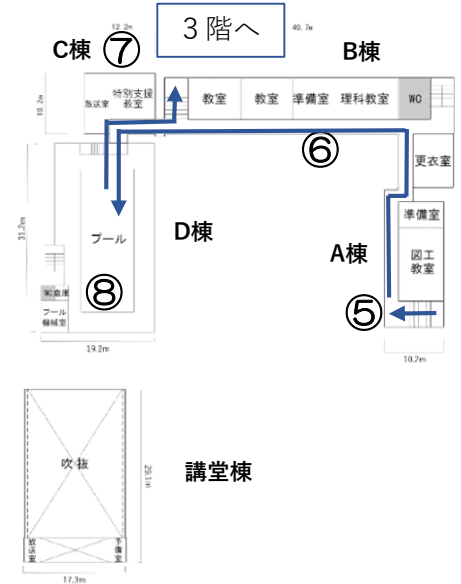 12.2m
３階へ
49.7m
C棟
⑦
B棟
10.2m
放送室
特別支援
教室
教室
教室
準備室
理科教室
WC
⑥
更衣室
31.2m
プール
D棟
準備室
A棟
図工
教室
WC
倉庫
⑧
⑤
プール
機械室
19.2m
10.2m
吹・抜
29.1m
講堂棟
放送室
予備室
17.3m